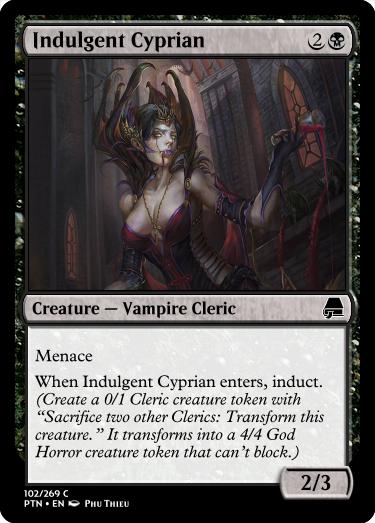 Indulgent Cyprian 2
Creature — Vampire Cleric
Menace
When Indulgent Cyprian enters, induct.
(Create a 0/1 Cleric creature token with
“Sacrifice two other Clerics: Transform this
creature.” It transforms into a 4/4 God
Horror creature token that can’t block.)
2/3
102/269 C
PTN • EN Phu Thieu